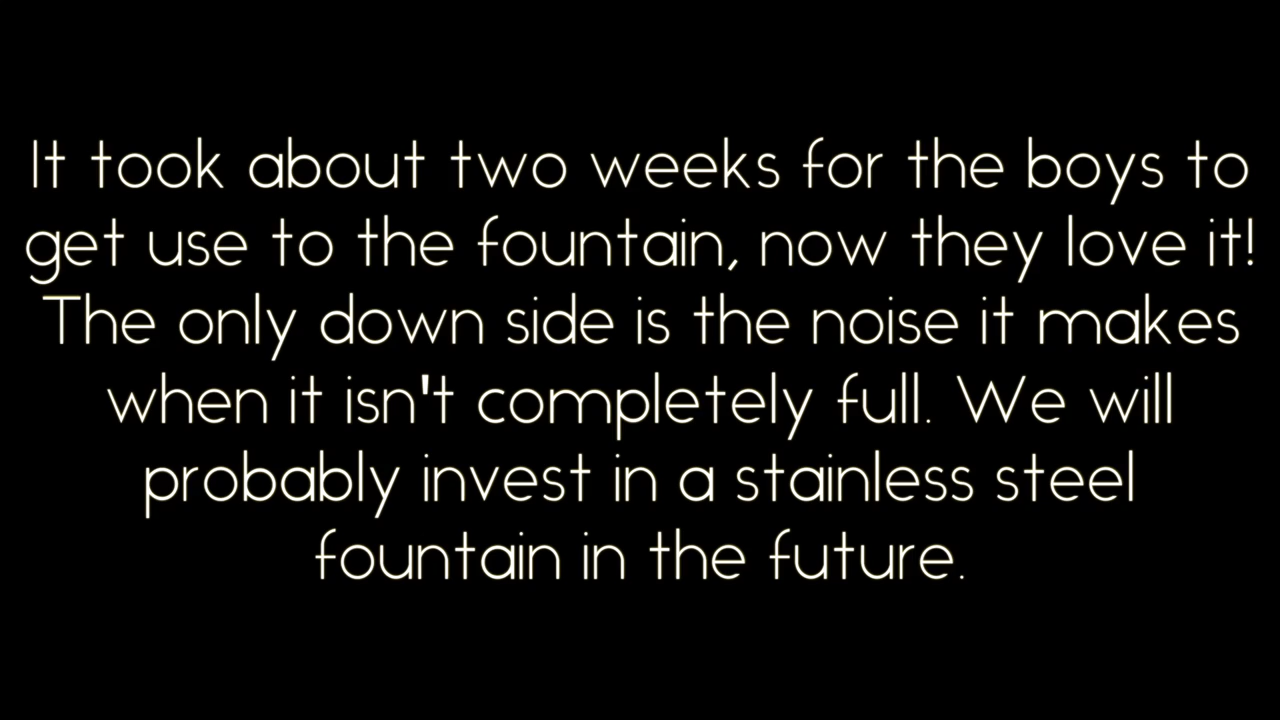 It took about two weeks for the boys to
get use to the fountain, now they love it!
The only down side is the noise it makes
when it isn't completely full. We will
probably invest in a stainless steel
fountain in the future.